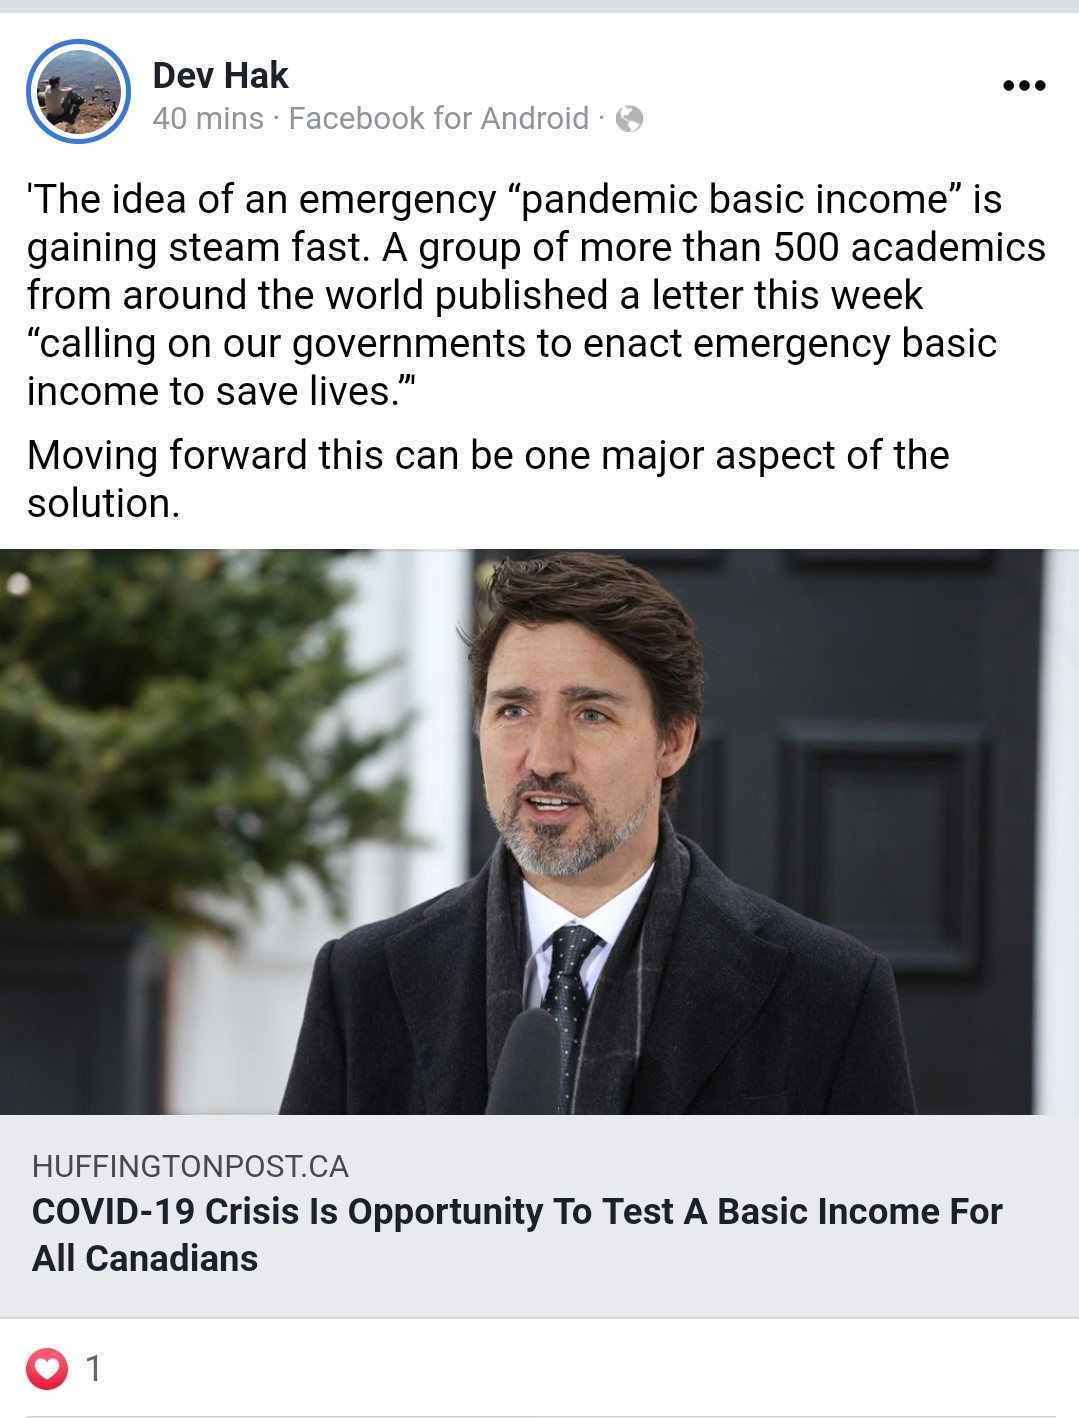 Dev Hak
40 mins · Facebook for Android ·
'The idea of an emergency “pandemic basic income” is
gaining steam fast. A group of more than 500 academics
from around the world published a letter this week
“calling on our governments to enact emergency basic
income to save lives.”'
Moving forward this can be one major aspect of the
solution.
HUFFINGTONPOST.CA
COVID-19 Crisis Is Opportunity To Test A Basic Income For
All Canadians
1